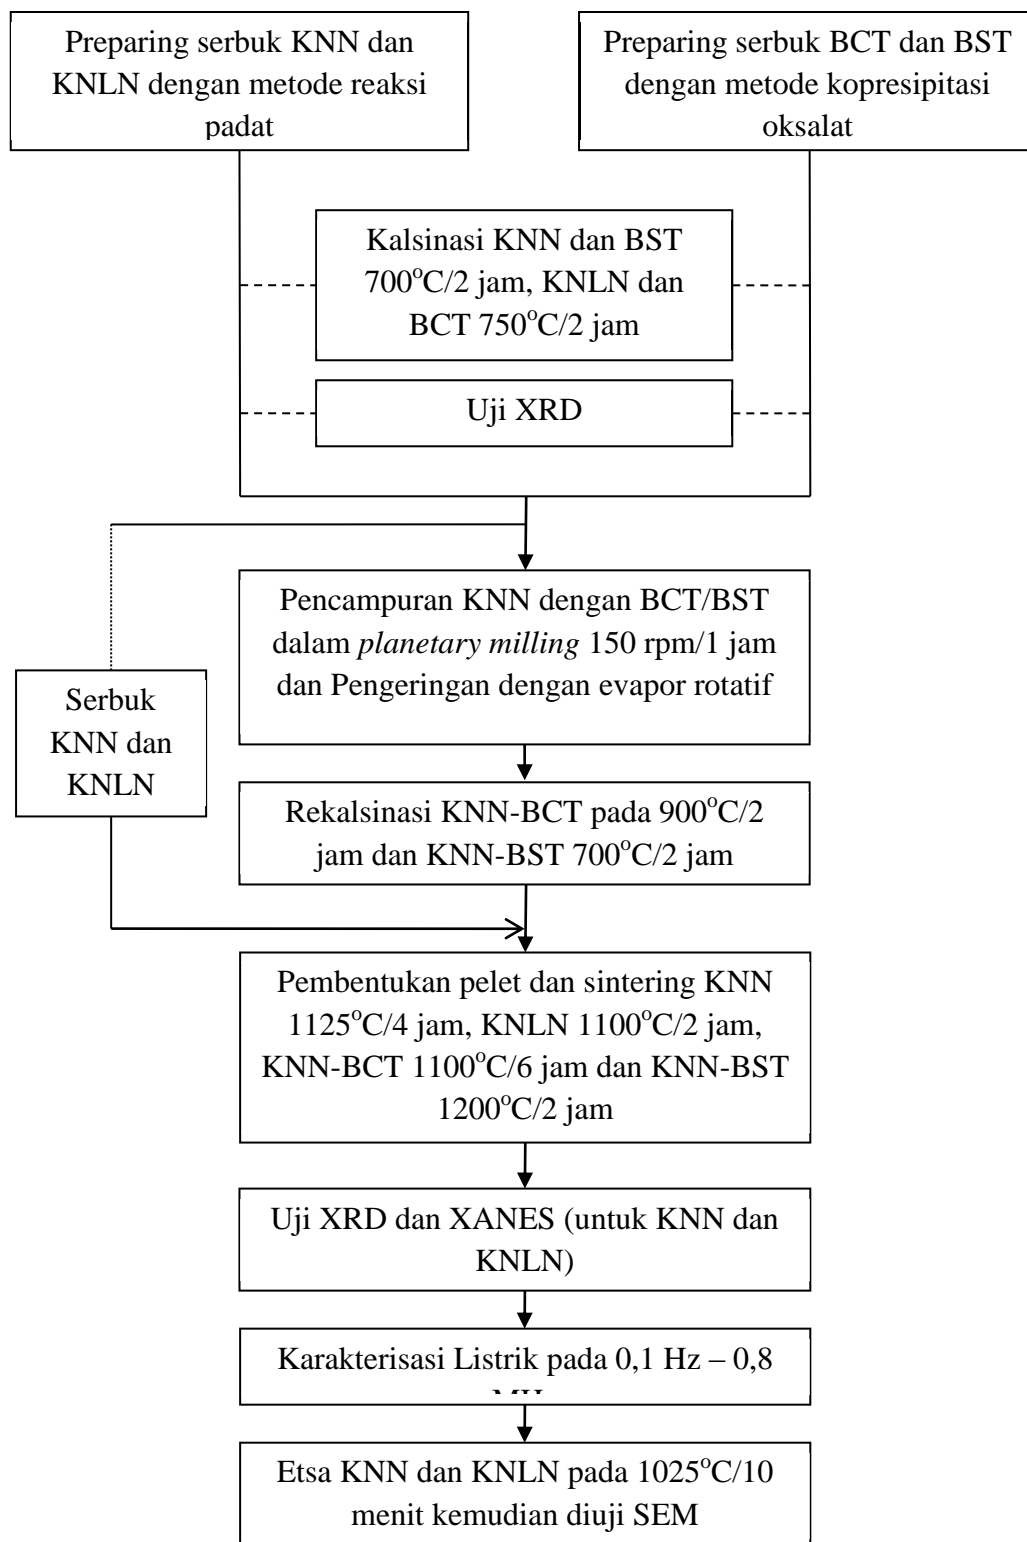 Preparing serbuk KNN dan
KNLN dengan metode reaksi
padat
Preparing serbuk BCT dan BST
dengan metode kopresipitasi
oksalat
Kalsinasi KNN dan BST
700°C/2 jam, KNLN dan
BCT 750°C/2 jam
Uji XRD
Pencampuran KNN dengan BCT/BST
dalam planetary milling 150 rpm/1 jam
dan Pengeringan dengan evapor rotatif
Serbuk
KNN dan
KNLN
Rekalsinasi KNN-BCT pada 900°C/2
jam dan KNN-BST 700°C/2 jam
Pembentukan pelet dan sintering KNN
1125°C/4 jam, KNLN 1100°C/2 jam,
KNN-BCT 1100°C/6 jam dan KNN-BST
1200°C/2 jam
Uji XRD dan XANES (untuk KNN dan
KNLN)
Karakterisasi Listrik pada 0,1 Hz – 0,8
Etsa KNN dan KNLN pada 1025°C/10
menit kemudian diuji SEM